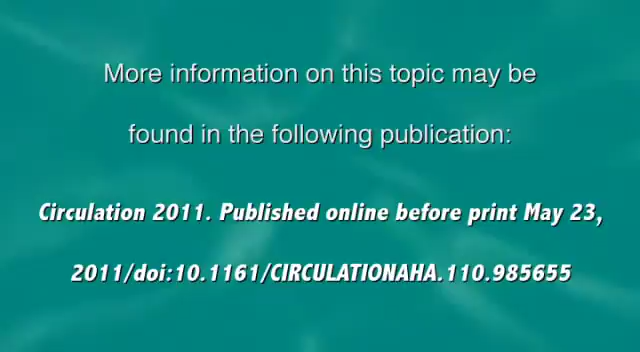 More information on this topic may be
found in the following publication:
Circulation 2011. Published online before print May 23,
2011/doi:10.1161/CIRCULATIONAHA.110.985655